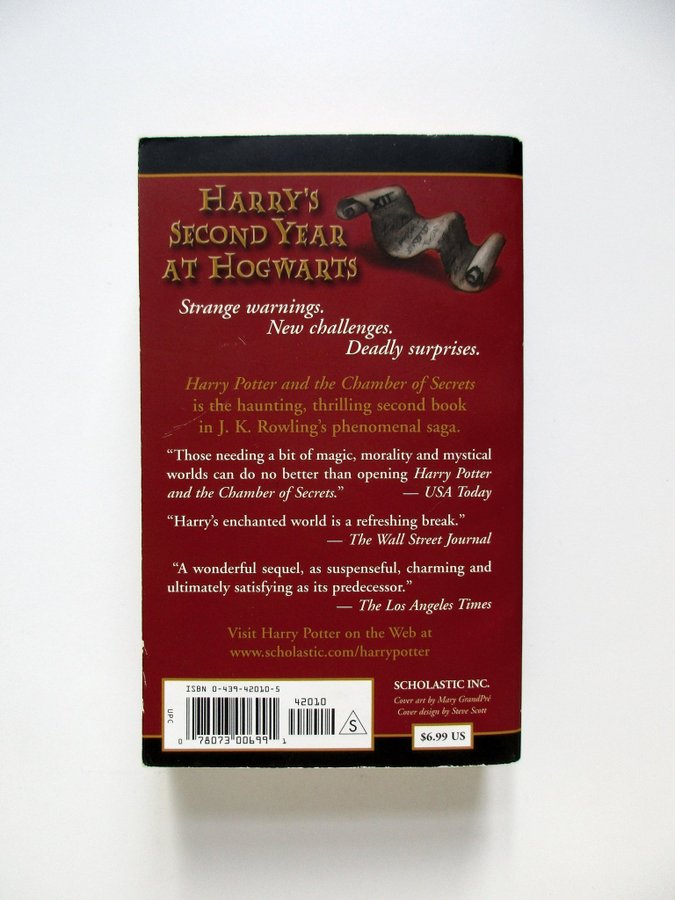 HARRY'S
SECOND YEAR
AT HOGWARTS
XII
Strange warnings.
New challenges.
Deadly surprises.
Harry Potter and the Chamber of Secrets
is the haunting, thrilling second book
in J. K. Rowling's phenomenal saga.
“Those needing a bit of magic, morality and mystical
worlds can do no better than opening Harry Potter
and the Chamber of Secrets.” — USA Today
“Harry's enchanted world is a refreshing break.”
— The Wall Street Journal
“A wonderful sequel, as suspenseful, charming and
ultimately satisfying as its predecessor.”
— The Los Angeles Times
Visit Harry Potter on the Web at
www.scholastic.com/harrypotter
ISBN 0-439-42010-5
42010
S
UPC
0 78073 00699 1
SCHOLASTIC INC.
Cover art by Mary GrandPré
Cover design by Steve Scott
$6.99 US